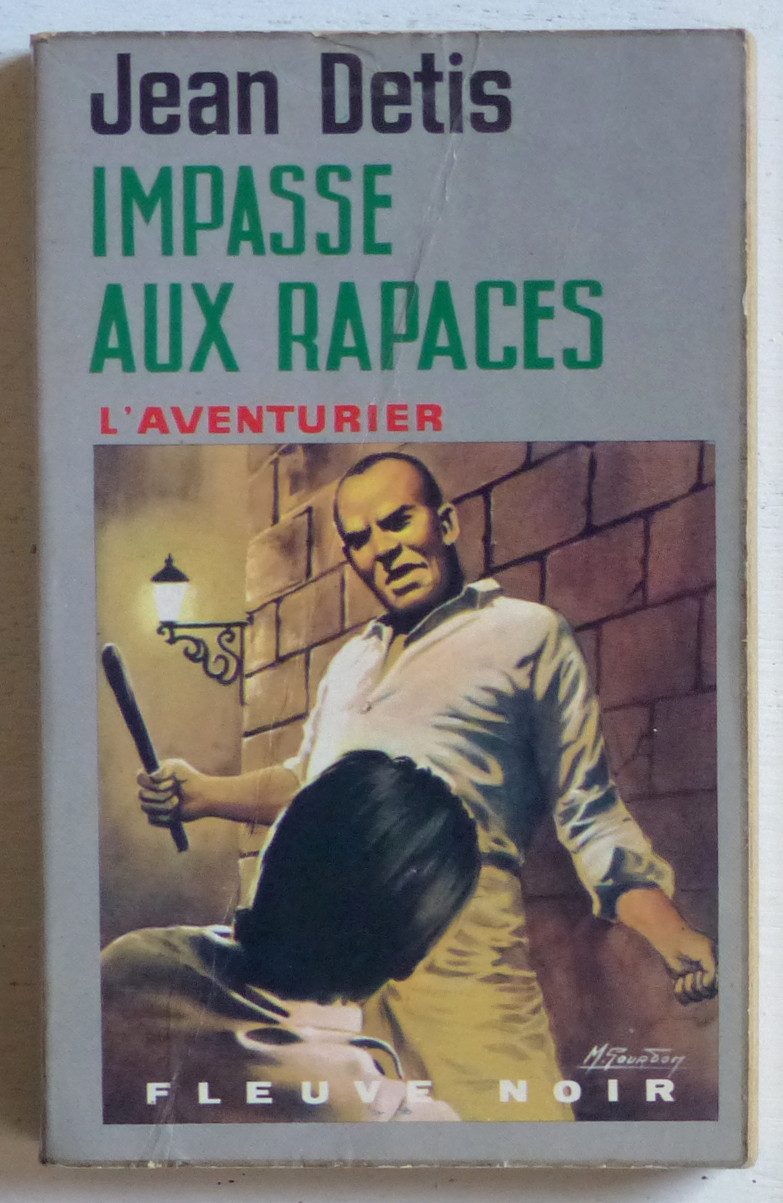 Jean Detis
IMPASSE
AUX RAPACES
L'AVENTURIER
M. Gourdon
FLEUVE NOIR